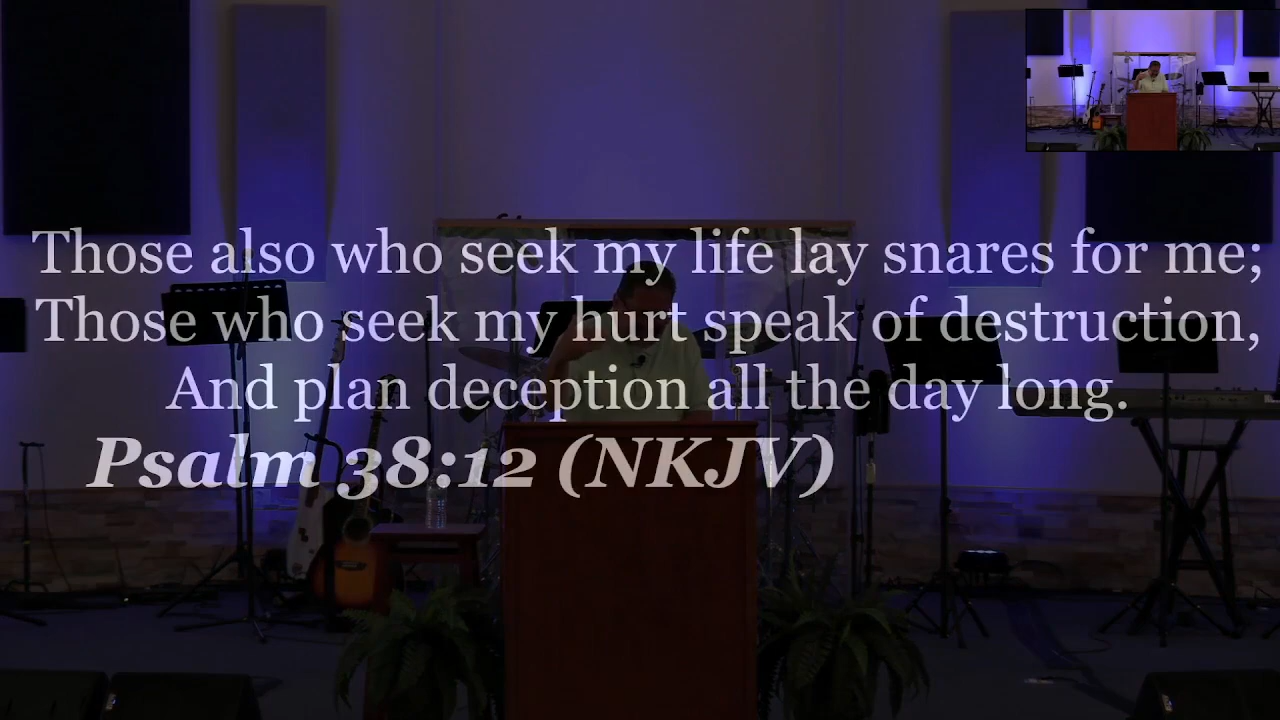 Those also who seek my life lay snares for me;
Those who seek my hurt speak of destruction,
And plan deception all the day long.
Psalm 38:12 (NKJV)